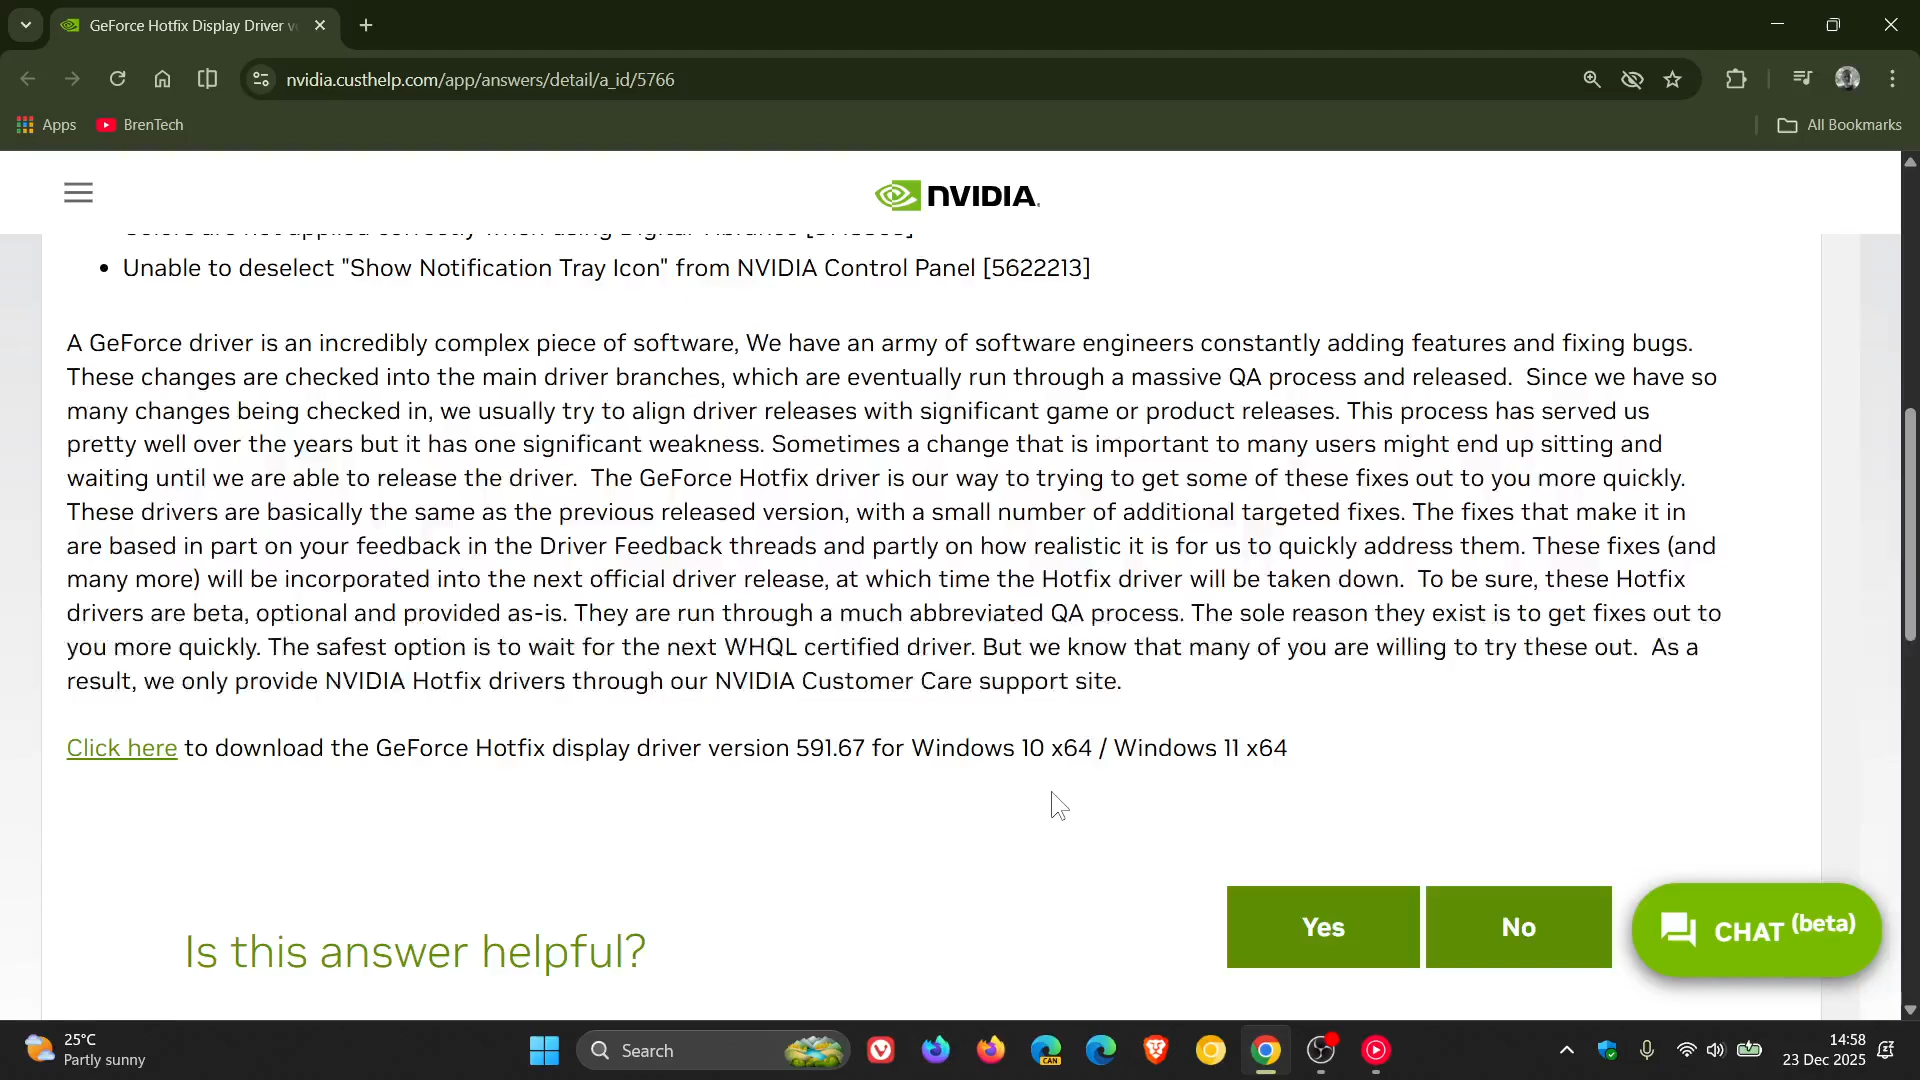 GeForce Hotfix Display Driver v
nvidia.custhelp.com/app/answers/detail/a_id/5766
Apps
BrenTech
All Bookmarks
NVIDIA
• Unable to deselect "Show Notification Tray Icon" from NVIDIA Control Panel [5622213]
A GeForce driver is an incredibly complex piece of software, We have an army of software engineers constantly adding features and fixing bugs.
These changes are checked into the main driver branches, which are eventually run through a massive QA process and released. Since we have so
many changes being checked in, we usually try to align driver releases with significant game or product releases. This process has served us
pretty well over the years but it has one significant weakness. Sometimes a change that is important to many users might end up sitting and
waiting until we are able to release the driver. The GeForce Hotfix driver is our way to trying to get some of these fixes out to you more quickly.
These drivers are basically the same as the previous released version, with a small number of additional targeted fixes. The fixes that make it in
are based in part on your feedback in the Driver Feedback threads and partly on how realistic it is for us to quickly address them. These fixes (and
many more) will be incorporated into the next official driver release, at which time the Hotfix driver will be taken down. To be sure, these Hotfix
drivers are beta, optional and provided as-is. They are run through a much abbreviated QA process. The sole reason they exist is to get fixes out to
you more quickly. The safest option is to wait for the next WHQL certified driver. But we know that many of you are willing to try these out. As a
result, we only provide NVIDIA Hotfix drivers through our NVIDIA Customer Care support site.
Click here to download the GeForce Hotfix display driver version 591.67 for Windows 10 x64 / Windows 11 x64
Is this answer helpful?
Yes
No
CHAT (beta)
25°C
Partly sunny
Search
CAN
14:58
23 Dec 2025